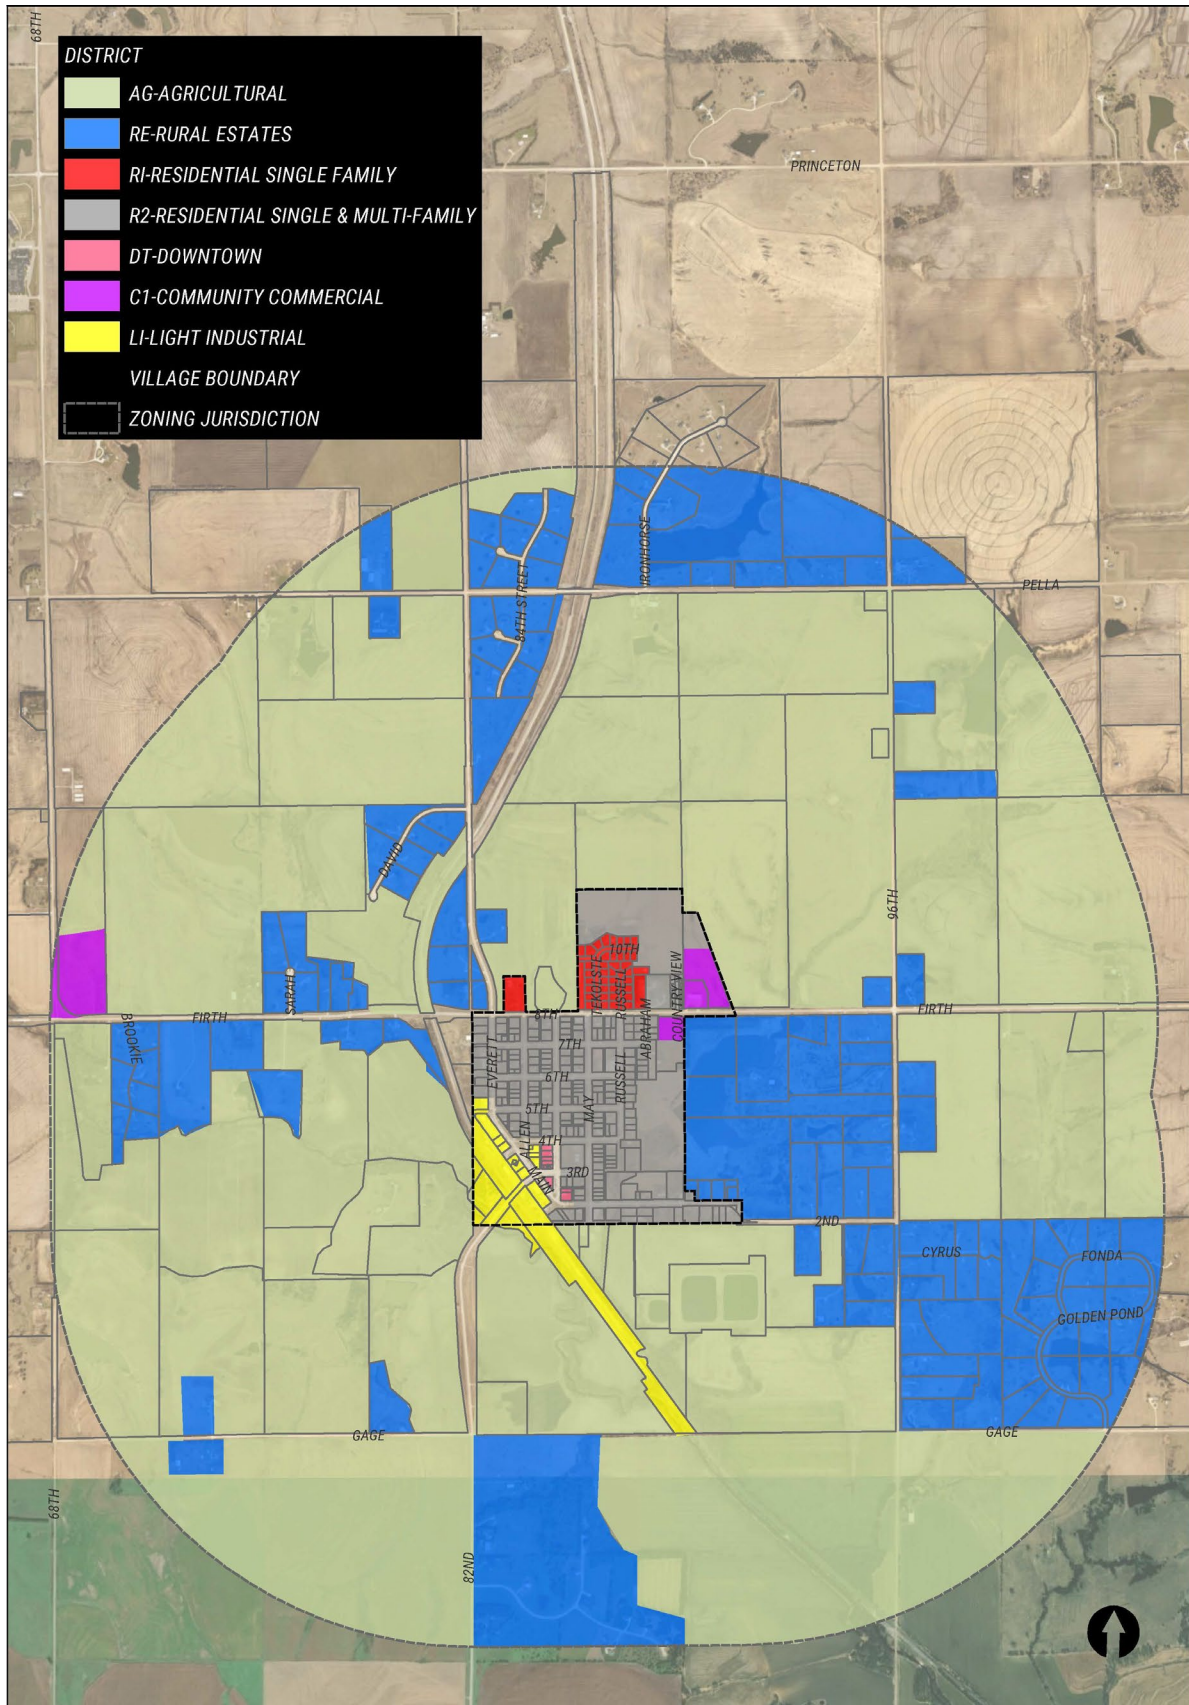 68TH
DISTRICT
AG-AGRICULTURAL
RE-RURAL ESTATES
RI-RESIDENTIAL SINGLE FAMILY
R2-RESIDENTIAL SINGLE & MULTI-FAMILY
DT-DOWNTOWN
C1-COMMUNITY COMMERCIAL
LI-LIGHT INDUSTRIAL
VILLAGE BOUNDARY
ZONING JURISDICTION
PRINCETON
IRONHORSE
84TH STREET
PELLA
DAVID
96TH
10TH
TEKOLSTE
RUSSELL
COUNTRY VIEW
SARAH
FIRTH
8TH
FIRTH
BROOKIE
ABRAHAM
EVERETT
7TH
6TH
RUSSELL
MAY
5TH
ALLEN
4TH
MAIN
3RD
2ND
CYRUS
FONDA
GOLDEN POND
GAGE
GAGE
68TH
82ND